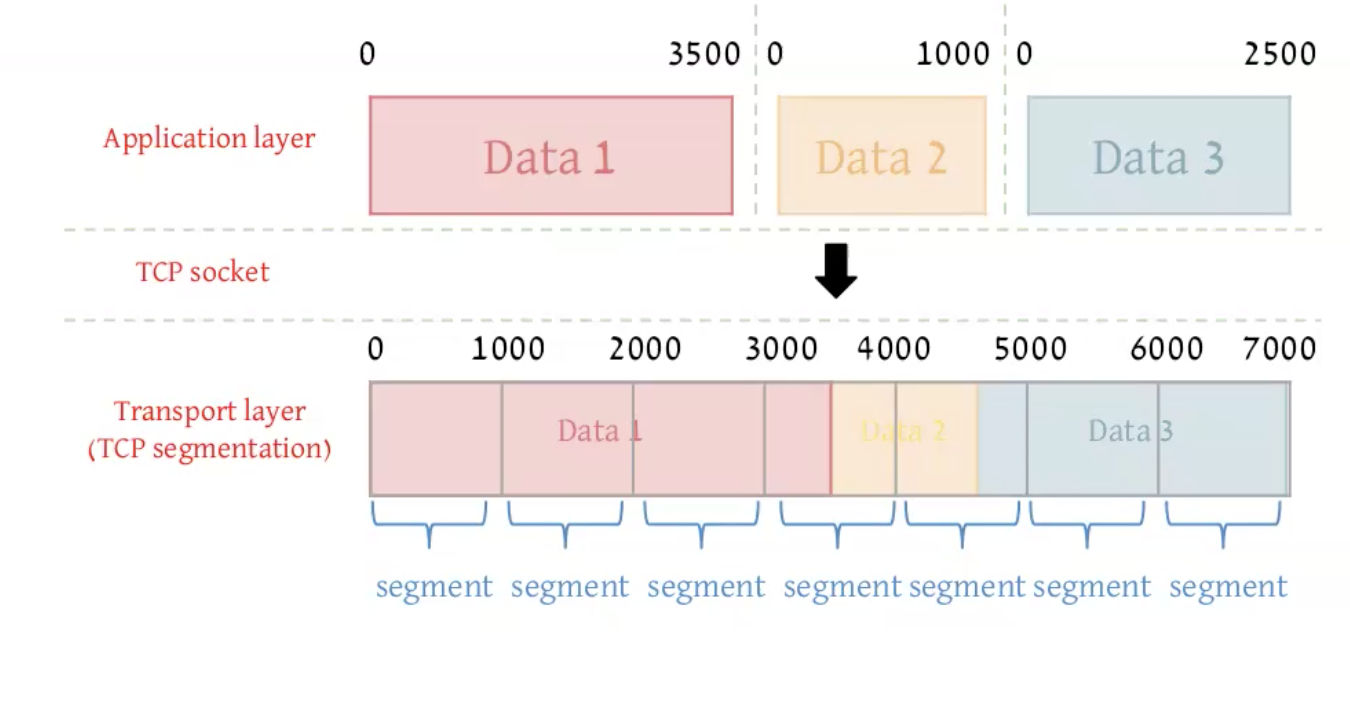 0 3500 0 1000 0 2500
Application layer
Data 1 Data 2 Data 3
TCP socket
0 1000 2000 3000 4000 5000 6000 7000
Transport layer
(TCP segmentation)
Data 1 Data 2 Data 3
segment segment segment segment segment segment segment